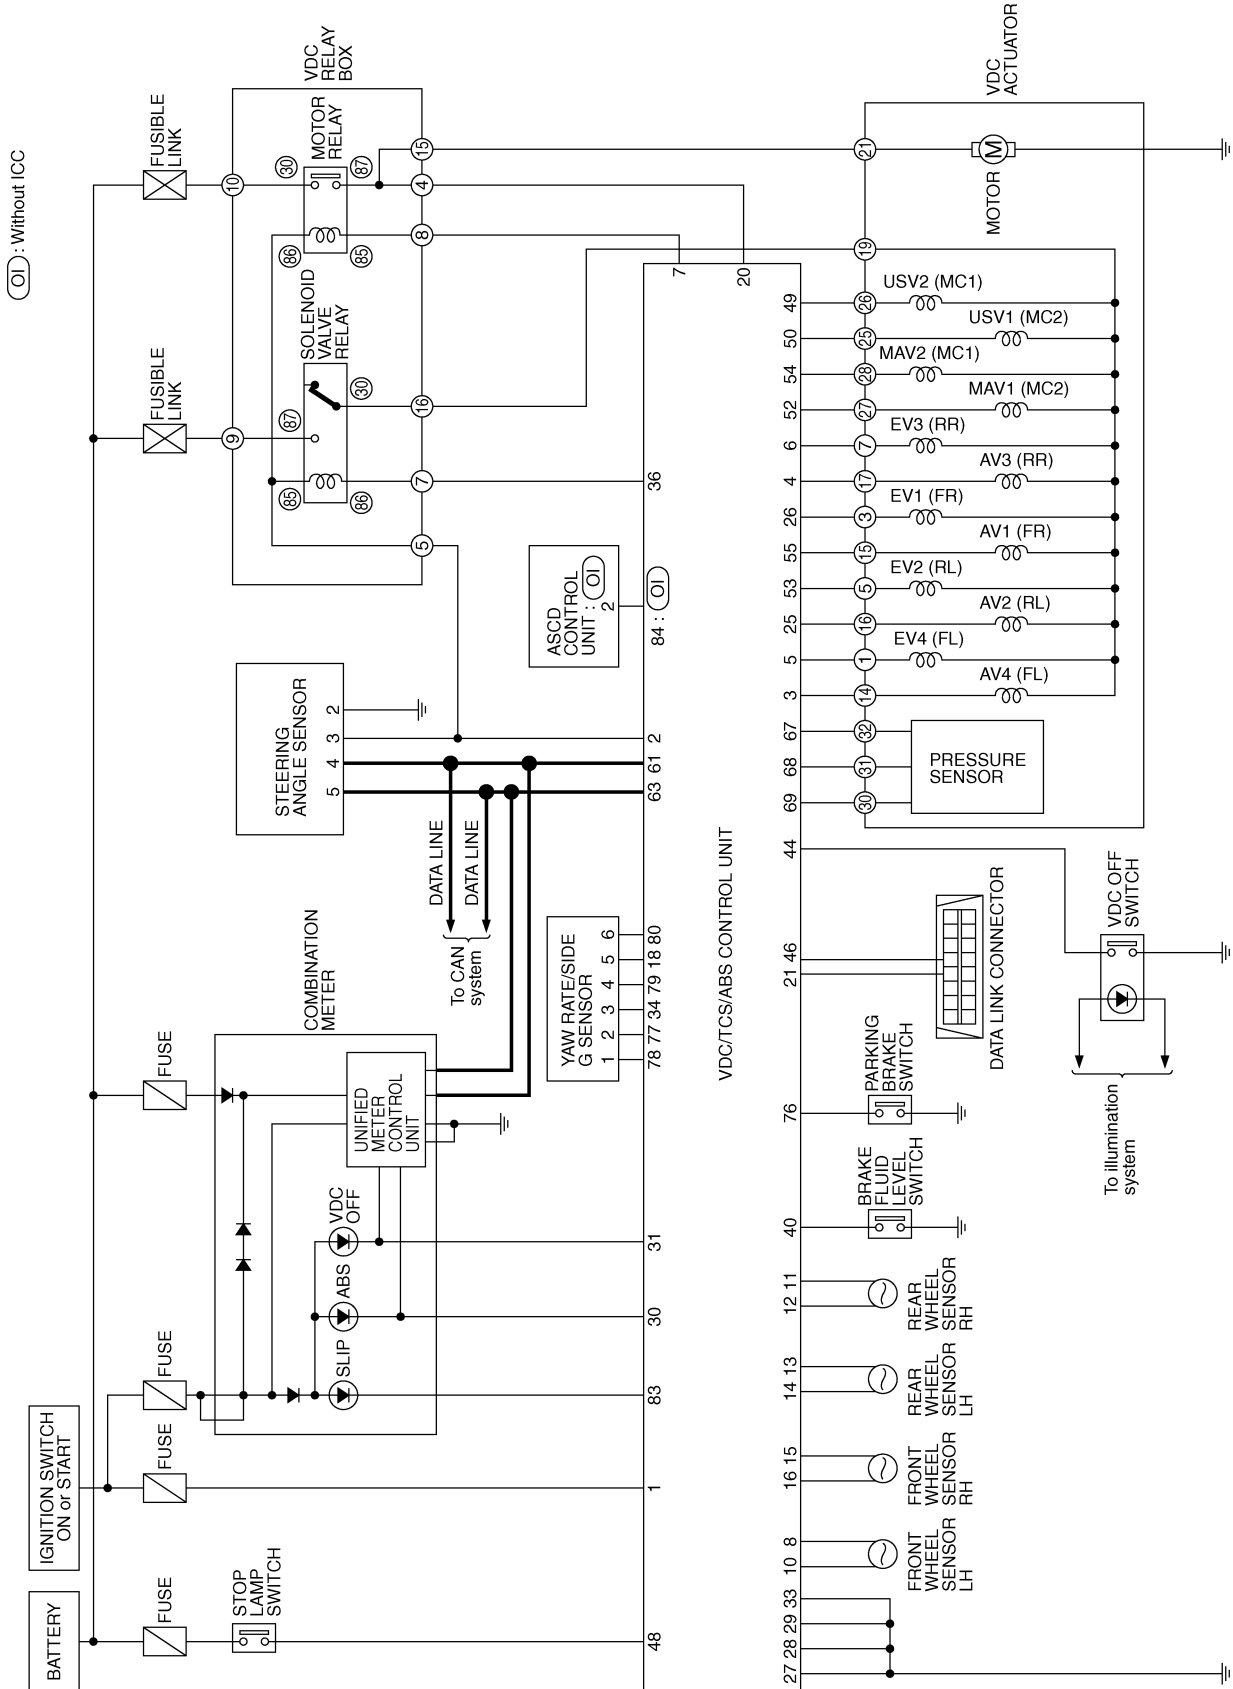 OI : Without ICC
BATTERY
IGNITION SWITCH
ON or START
FUSE
FUSE
FUSE
FUSE
FUSIBLE
LINK
FUSIBLE
LINK
STOP
LAMP
SWITCH
COMBINATION
METER
SLIP
ABS
VDC
OFF
UNIFIED
METER
CONTROL
UNIT
STEERING
ANGLE SENSOR
5 4 3 2
DATA LINE
DATA LINE
To CAN
system
VDC
RELAY
BOX
SOLENOID
VALVE
RELAY
MOTOR
RELAY
9 10
85 87 86 30
86 30 85 87
5 7 16 8 4 15
YAW RATE/SIDE
G SENSOR
1 2 3 4 5 6
ASCD
CONTROL
UNIT : OI
2
48 1 83 30 31 78 77 34 79 18 80 63 61 2 84 : OI 36
7
20
VDC/TCS/ABS CONTROL UNIT
27 28 29 33 10 8 16 15 14 13 12 11 40 76 21 46 44 69 68 67 3 5 25 53 55 26 4 6 52 54 50 49
FRONT
WHEEL
SENSOR
LH
FRONT
WHEEL
SENSOR
RH
REAR
WHEEL
SENSOR
LH
REAR
WHEEL
SENSOR
RH
BRAKE
FLUID
LEVEL
SWITCH
PARKING
BRAKE
SWITCH
DATA LINK CONNECTOR
VDC OFF
SWITCH
To illumination
system
VDC
ACTUATOR
30 31 32 14 1 16 5 15 3 17 7 27 28 25 26 19 21
PRESSURE
SENSOR
AV4 (FL)
EV4 (FL)
AV2 (RL)
EV2 (RL)
AV1 (FR)
EV1 (FR)
AV3 (RR)
EV3 (RR)
MAV1 (MC2)
MAV2 (MC1)
USV1 (MC2)
USV2 (MC1)
MOTOR
M